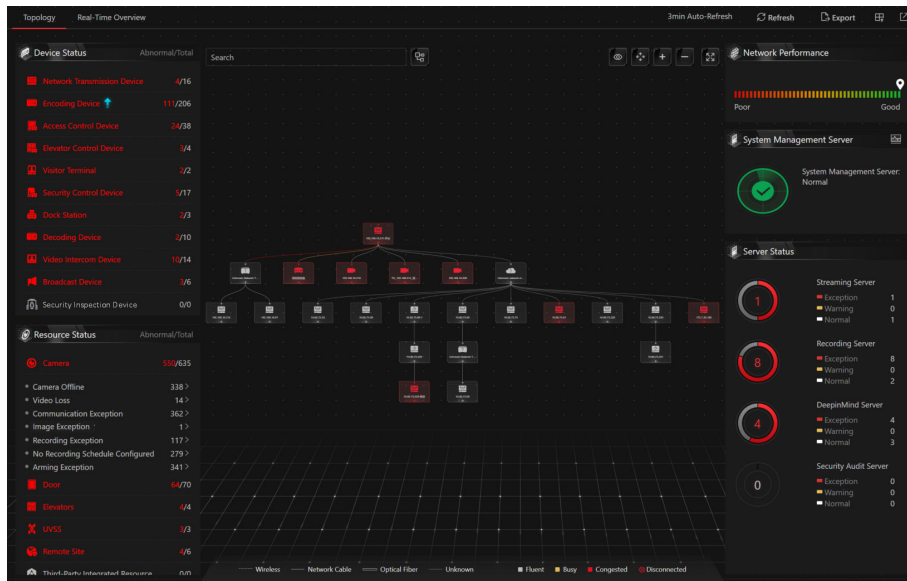 Topology Real-Time Overview 3min Auto-Refresh Refresh Export
Device Status Abnormal/Total
Network Transmission Device 4/16
Encoding Device 111/206
Access Control Device 24/38
Elevator Control Device 3/4
Visitor Terminal 2/2
Security Control Device 5/17
Dock Station 2/3
Decoding Device 2/10
Video Intercom Device 10/14
Broadcast Device 3/6
Security Inspection Device 0/0
Resource Status Abnormal/Total
Camera 550/635
Camera Offline 338
Video Loss 14
Communication Exception 362
Image Exception 1
Recording Exception 117
No Recording Schedule Configured 279
Arming Exception 341
Door 64/70
Elevators 4/4
UVSS 3/3
Remote Site 4/6
Third-Party Integrated Resource 0/0
Search
Wireless Network Cable Optical Fiber Unknown Fluent Busy Congested Disconnected
Network Performance
Poor Good
System Management Server
System Management Server:
Normal
Server Status
1
Streaming Server
Exception 1
Warning 0
Normal 1
8
Recording Server
Exception 8
Warning 0
Normal 2
4
DeepinMind Server
Exception 4
Warning 0
Normal 3
0
Security Audit Server
Exception 0
Warning 0
Normal 0